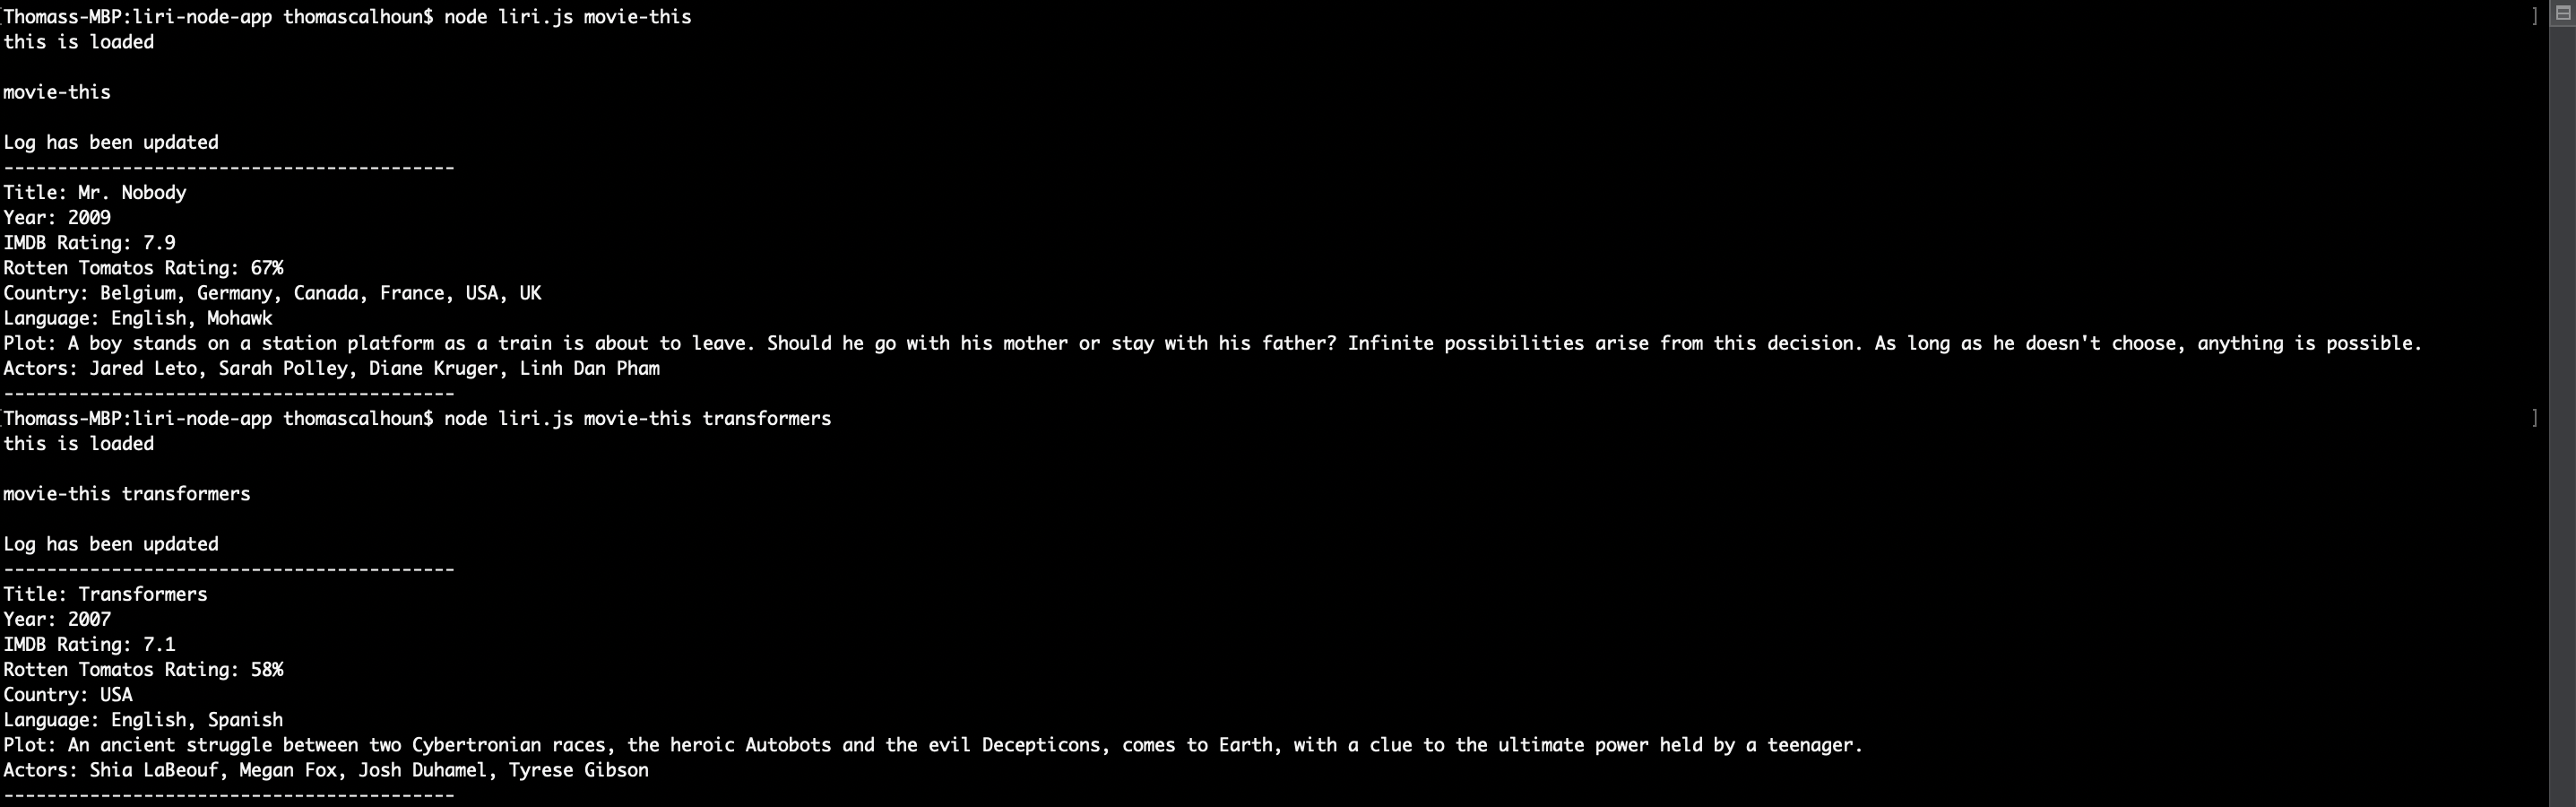 [Thomass-MBP:liri-node-app thomascalhoun$ node liri.js movie-this ]
this is loaded
movie-this
Log has been updated
------------------------------------------
Title: Mr. Nobody
Year: 2009
IMDB Rating: 7.9
Rotten Tomatos Rating: 67%
Country: Belgium, Germany, Canada, France, USA, UK
Language: English, Mohawk
Plot: A boy stands on a station platform as a train is about to leave. Should he go with his mother or stay with his father? Infinite possibilities arise from this decision. As long as he doesn't choose, anything is possible.
Actors: Jared Leto, Sarah Polley, Diane Kruger, Linh Dan Pham
------------------------------------------
[Thomass-MBP:liri-node-app thomascalhoun$ node liri.js movie-this transformers ]
this is loaded
movie-this transformers
Log has been updated
------------------------------------------
Title: Transformers
Year: 2007
IMDB Rating: 7.1
Rotten Tomatos Rating: 58%
Country: USA
Language: English, Spanish
Plot: An ancient struggle between two Cybertronian races, the heroic Autobots and the evil Decepticons, comes to Earth, with a clue to the ultimate power held by a teenager.
Actors: Shia LaBeouf, Megan Fox, Josh Duhamel, Tyrese Gibson
------------------------------------------